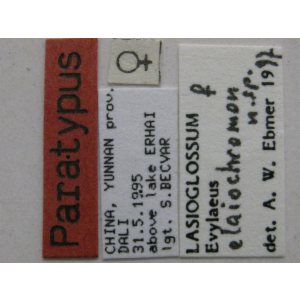 Paratypus
♀
CHINA, YUNNAN prov.
DALI
31.5.1995
above lake ERHAI
lgt. S.BECVAR
LASIOGLOSSUM ♀
Evylaeus
elaiochromon
n.sp.
det. A. W. Ebmer 1997